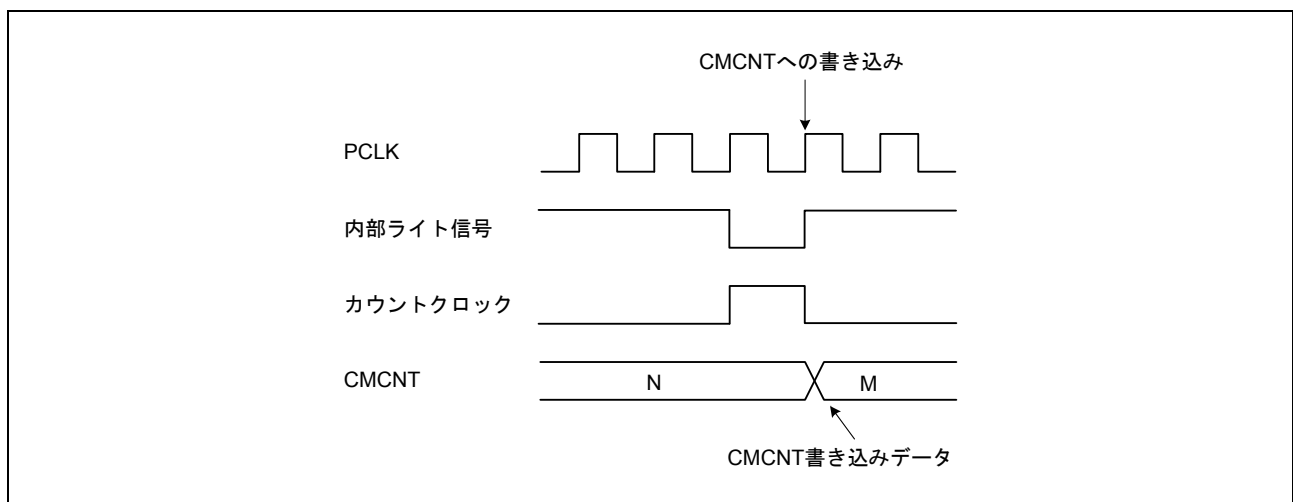 CMCNTへの書き込み
PCLK
内部ライト信号
カウントクロック
CMCNT
N
M
CMCNT書き込みデータ